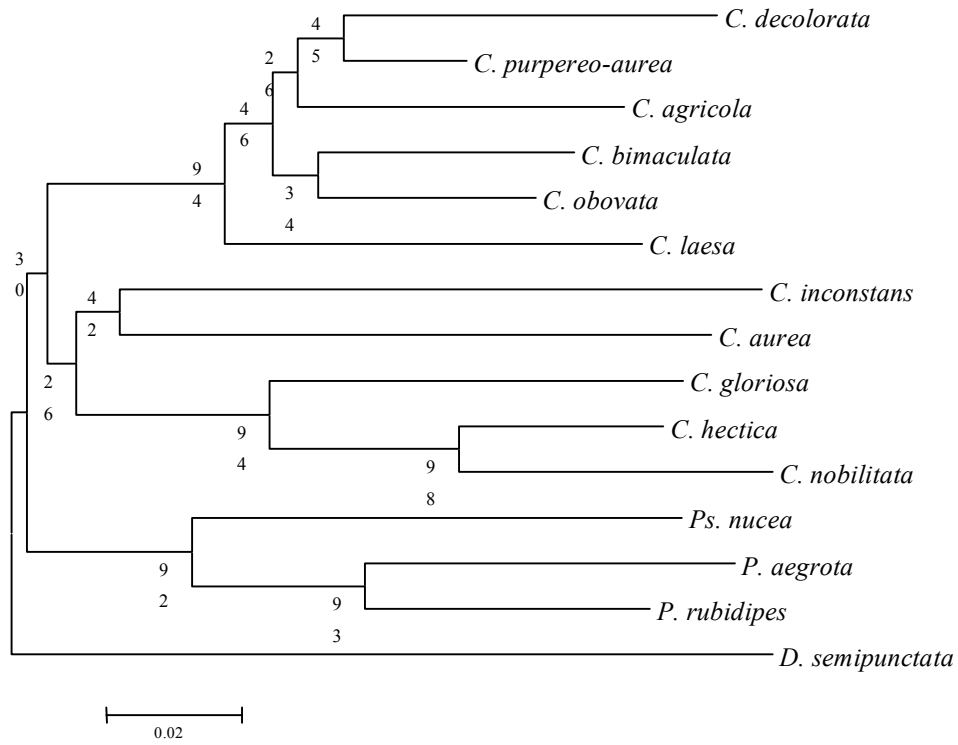 C. decolorata
4
5
C. purpereo-aurea
2
6
C. agricola
4
6
C. bimaculata
9
4
3
4
C. obovata
C. laesa
3
0
C. inconstans
4
2
C. aurea
2
6
C. gloriosa
9
4
C. hectica
9
8
C. nobilitata
Ps. nucea
9
2
P. aegrota
9
3
P. rubidipes
D. semipunctata
0.02